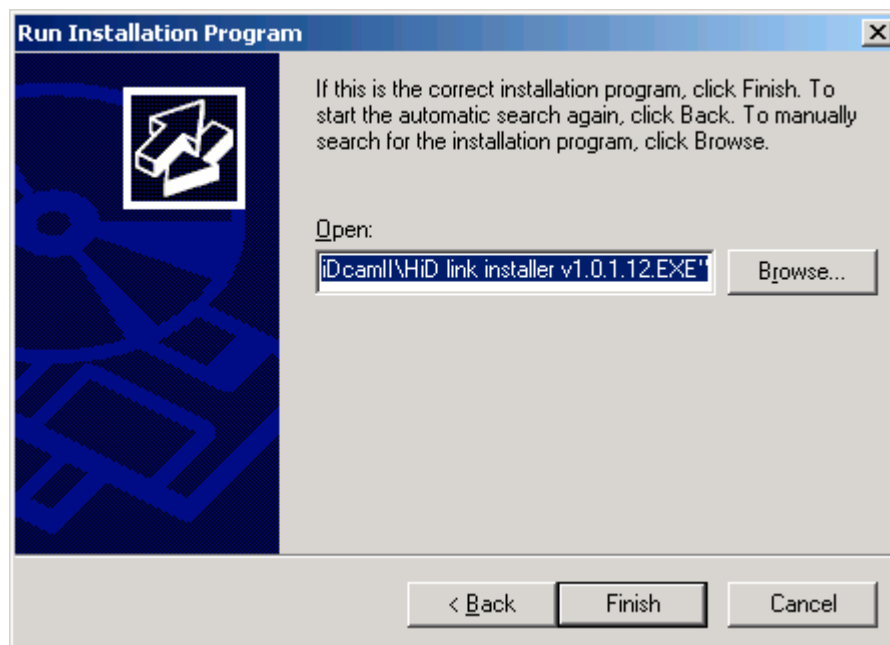 Run Installation Program
If this is the correct installation program, click Finish. To
start the automatic search again, click Back. To manually
search for the installation program, click Browse.
Open:
iDcamII\HiD link installer v1.0.1.12.EXE"
Browse...
< Back
Finish
Cancel